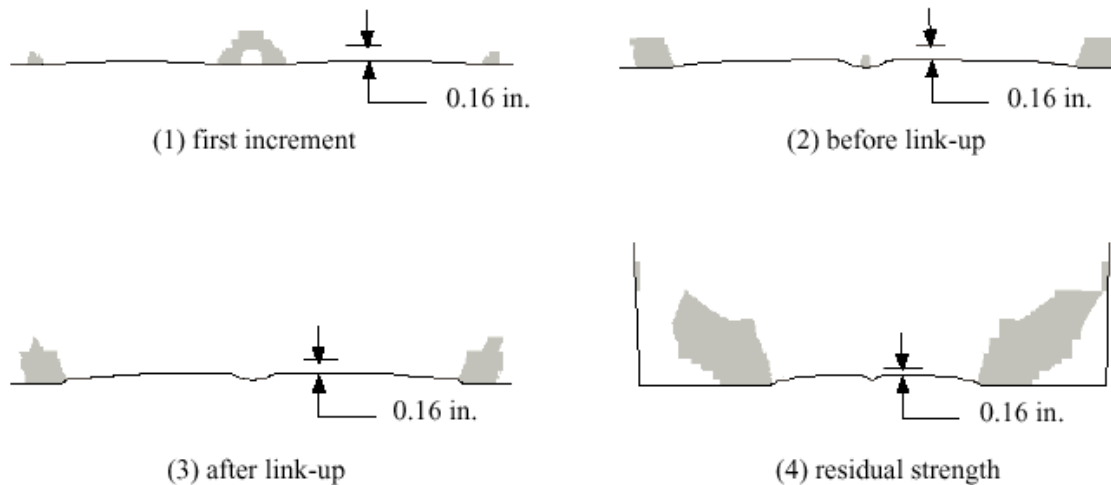 0.16 in.
(1) first increment
0.16 in.
(2) before link-up
0.16 in.
(3) after link-up
0.16 in.
(4) residual strength